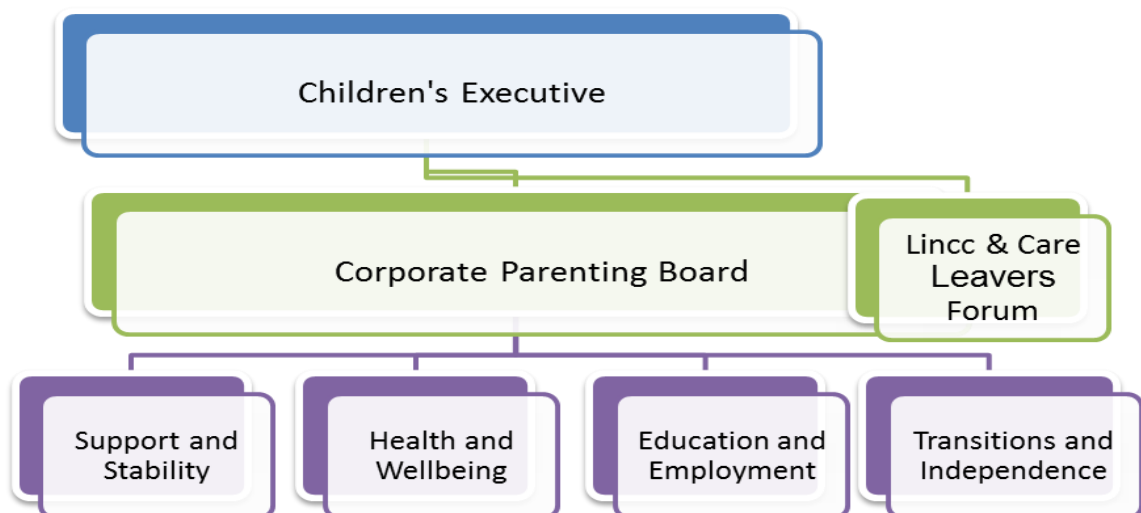 Children's Executive
Corporate Parenting Board
Lincc & Care
Leavers
Forum
Support and
Stability
Health and
Wellbeing
Education and
Employment
Transitions and
Independence